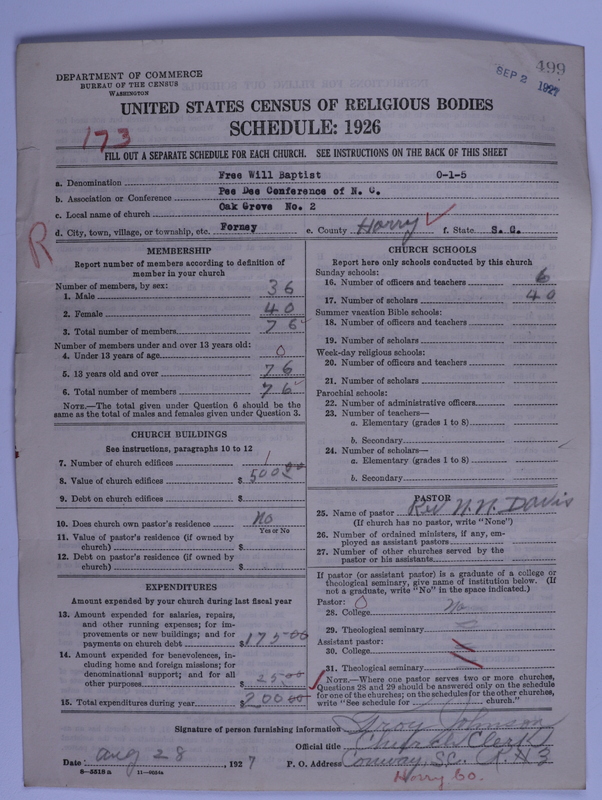 499
SEP 2 1927
DEPARTMENT OF COMMERCE
BUREAU OF THE CENSUS
WASHINGTON
UNITED STATES CENSUS OF RELIGIOUS BODIES
SCHEDULE: 1926
173
FILL OUT A SEPARATE SCHEDULE FOR EACH CHURCH. SEE INSTRUCTIONS ON THE BACK OF THIS SHEET
a. Denomination Free Will Baptist 0-1-5
b. Association or Conference Pee Dee Conference of N. C.
c. Local name of church Oak Grove No. 2
d. City, town, village, or township, etc. Forney e. County Horry ✓ f. State S. C.
R
MEMBERSHIP
Report number of members according to definition of
member in your church
Number of members, by sex:
1. Male 36
2. Female 40
3. Total number of members 76
Number of members under and over 13 years old:
4. Under 13 years of age 0
5. 13 years old and over 76
6. Total number of members 76
NOTE.—The total given under Question 6 should be the
same as the total of males and females given under Question 3.
CHURCH BUILDINGS
See instructions, paragraphs 10 to 12
7. Number of church edifices 1
8. Value of church edifices $ 500 00
9. Debt on church edifices $
10. Does church own pastor's residence No
Yes or No
11. Value of pastor's residence (if owned by
church) $
12. Debt on pastor's residence (if owned by
church) $
EXPENDITURES
Amount expended by your church during last fiscal year
13. Amount expended for salaries, repairs,
and other running expenses; for im-
provements or new buildings; and for
payments on church debt $ 175 00
14. Amount expended for benevolences, in-
cluding home and foreign missions; for
denominational support; and for all
other purposes 25 00
15. Total expenditures during year $ 200 00 ✓
CHURCH SCHOOLS
Report here only schools conducted by this church
Sunday schools:
16. Number of officers and teachers 6
17. Number of scholars 40
Summer vacation Bible schools:
18. Number of officers and teachers
19. Number of scholars
Week-day religious schools:
20. Number of officers and teachers
21. Number of scholars
Parochial schools:
22. Number of administrative officers
23. Number of teachers—
a. Elementary (grades 1 to 8)
b. Secondary
24. Number of scholars—
a. Elementary (grades 1 to 8)
b. Secondary
PASTOR
25. Name of pastor Rev N. N. Davis
(If church has no pastor, write "None")
26. Number of ordained ministers, if any, em-
ployed as assistant pastors
27. Number of other churches served by the
pastor or his assistants
If pastor (or assistant pastor) is a graduate of a college or
theological seminary, give name of institution below. (If
not a graduate, write "No" in the space indicated.)
Pastor:
28. College No
29. Theological seminary
Assistant pastor:
30. College
31. Theological seminary
NOTE.—Where one pastor serves two or more churches,
Questions 28 and 29 should be answered only on the schedule
for one of the churches; on the schedules for the other churches,
write "See schedule for church."
Signature of person furnishing information Johnson
Official title Church Clerk
Date Aug 28, 1927 P. O. Address Conway, S.C. R. #3
8-5518 a
Horry Co.